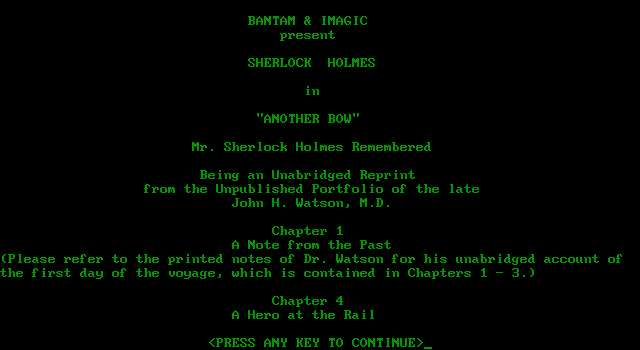 BANTAM & IMAGIC
present
SHERLOCK  HOLMES
in
"ANOTHER BOW"
Mr. Sherlock Holmes Remembered
Being an Unabridged Reprint
from the Unpublished Portfolio of the late
John H. Watson, M.D.
Chapter 1
A Note from the Past
(Please refer to the printed notes of Dr. Watson for his unabridged account of
the first day of the voyage, which is contained in Chapters 1 - 3.)
Chapter 4
A Hero at the Rail
<PRESS ANY KEY TO CONTINUE>_